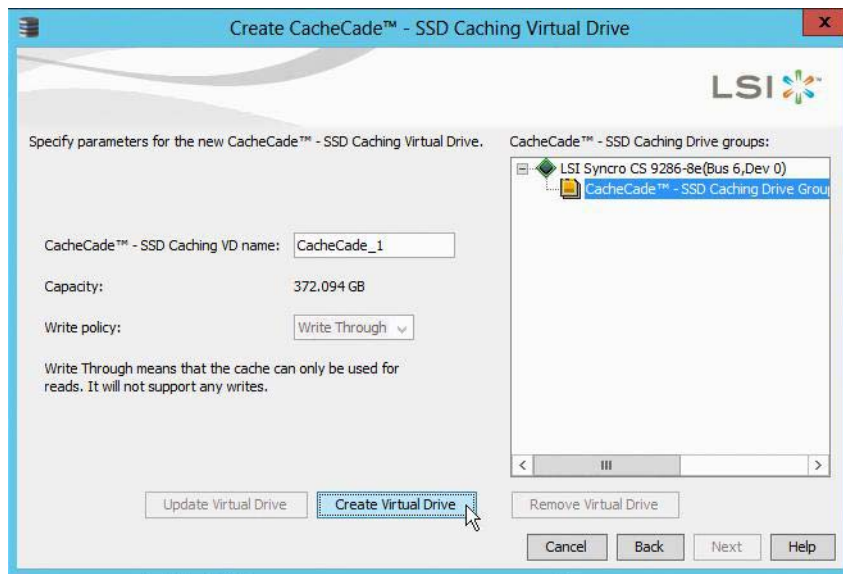 Create CacheCade™ - SSD Caching Virtual Drive
x
LSI
Specify parameters for the new CacheCade™ - SSD Caching Virtual Drive.
CacheCade™ - SSD Caching Drive groups:
LSI Syncro CS 9286-8e(Bus 6,Dev 0)
CacheCade™ - SSD Caching Drive Grou
CacheCade™ - SSD Caching VD name: CacheCade_1
Capacity: 372.094 GB
Write policy: Write Through
Write Through means that the cache can only be used for
reads. It will not support any writes.
Update Virtual Drive Create Virtual Drive Remove Virtual Drive
Cancel Back Next Help